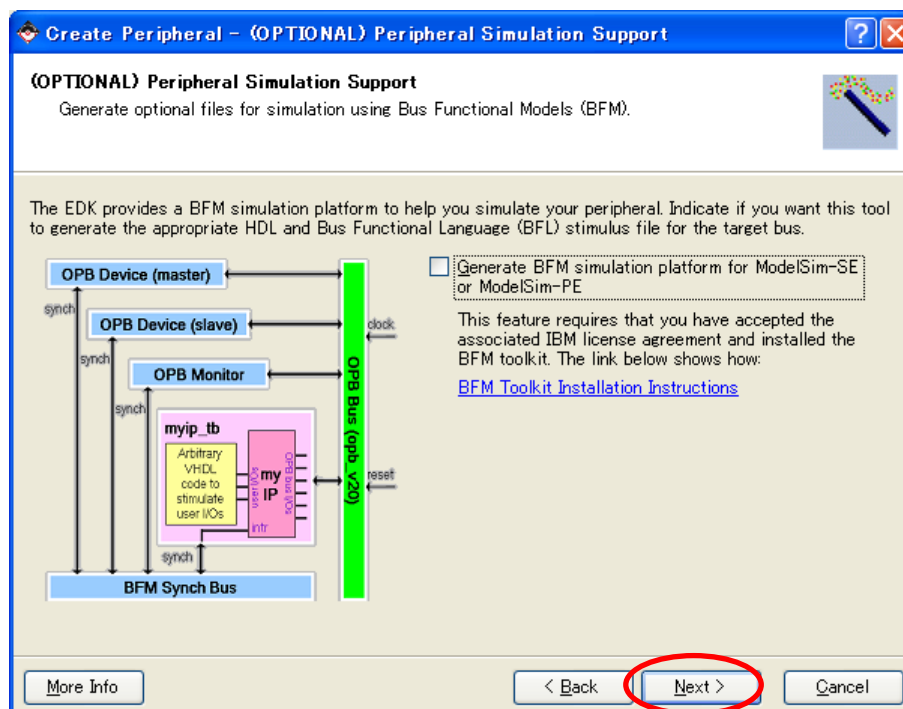 Create Peripheral - (OPTIONAL) Peripheral Simulation Support
(OPTIONAL) Peripheral Simulation Support
Generate optional files for simulation using Bus Functional Models (BFM).
The EDK provides a BFM simulation platform to help you simulate your peripheral. Indicate if you want this tool
to generate the appropriate HDL and Bus Functional Language (BFL) stimulus file for the target bus.
OPB Device (master)
synch
OPB Device (slave)
synch
OPB Monitor
synch
myip_tb
Arbitrary
VHDL
code to
stimulate
user I/Os
user I/Os
my
IP
OPB bus I/Os
intr
synch
BFM Synch Bus
OPB Bus (opb_v20)
clock
reset
Generate BFM simulation platform for ModelSim-SE
or ModelSim-PE
This feature requires that you have accepted the
associated IBM license agreement and installed the
BFM toolkit. The link below shows how:
BFM Toolkit Installation Instructions
More Info
< Back
Next >
Cancel